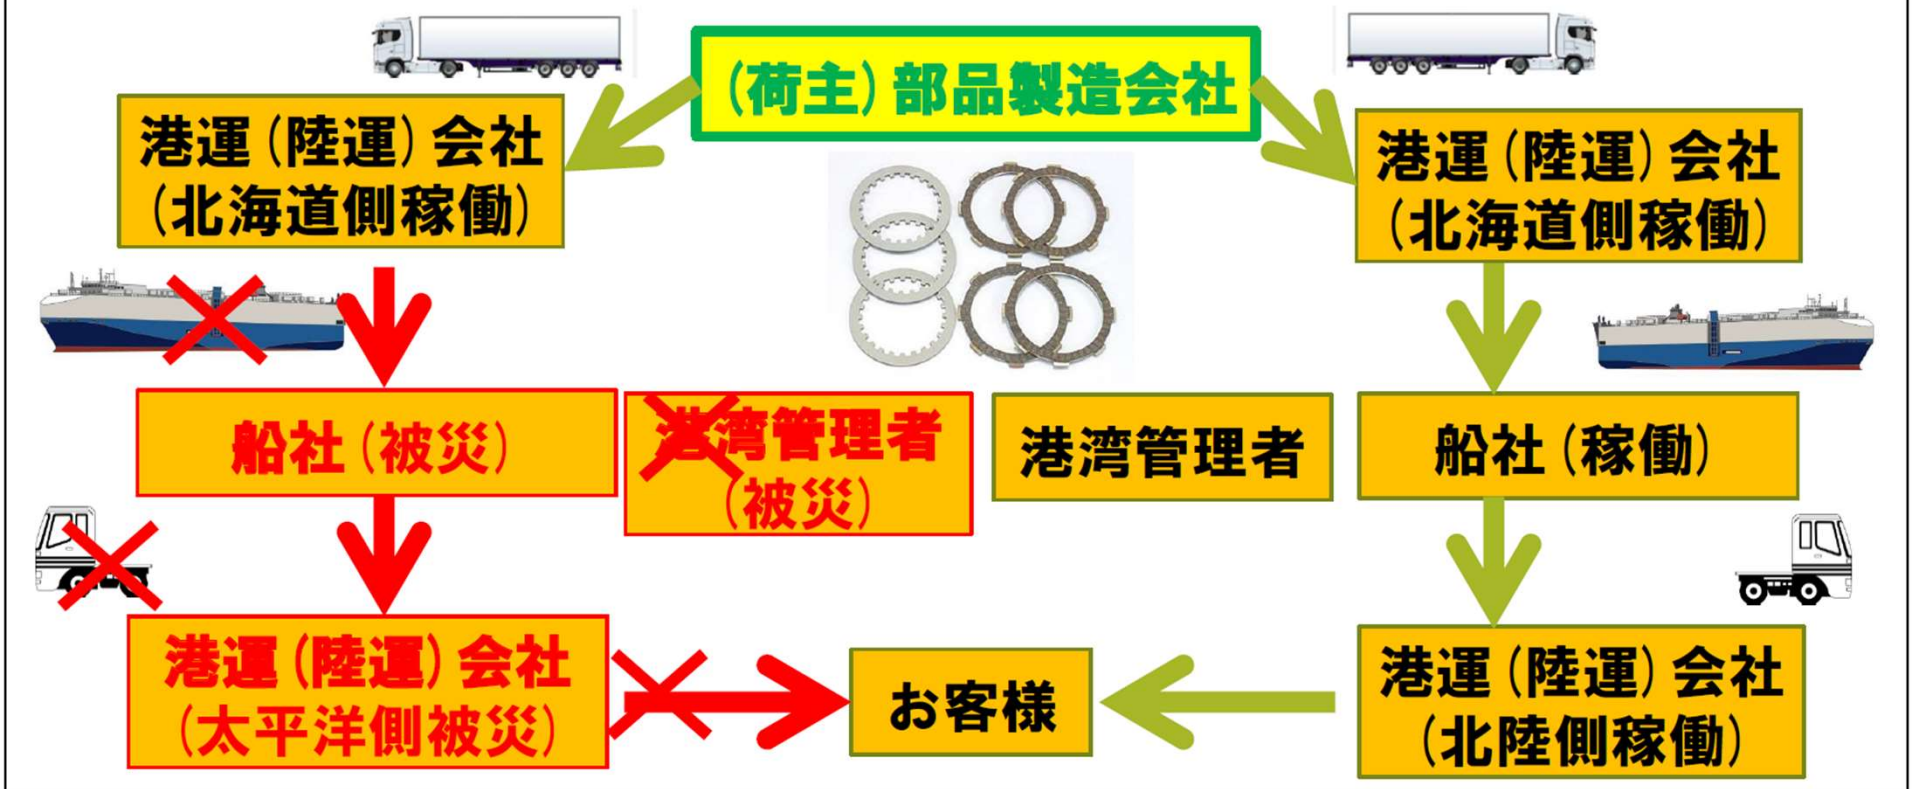 (荷主)部品製造会社
港運(陸運)会社
(北海道側稼働)
港運(陸運)会社
(北海道側稼働)
船社(被災)
港湾管理者
(被災)
港湾管理者
船社(稼働)
港運(陸運)会社
(太平洋側被災)
お客様
港運(陸運)会社
(北陸側稼働)